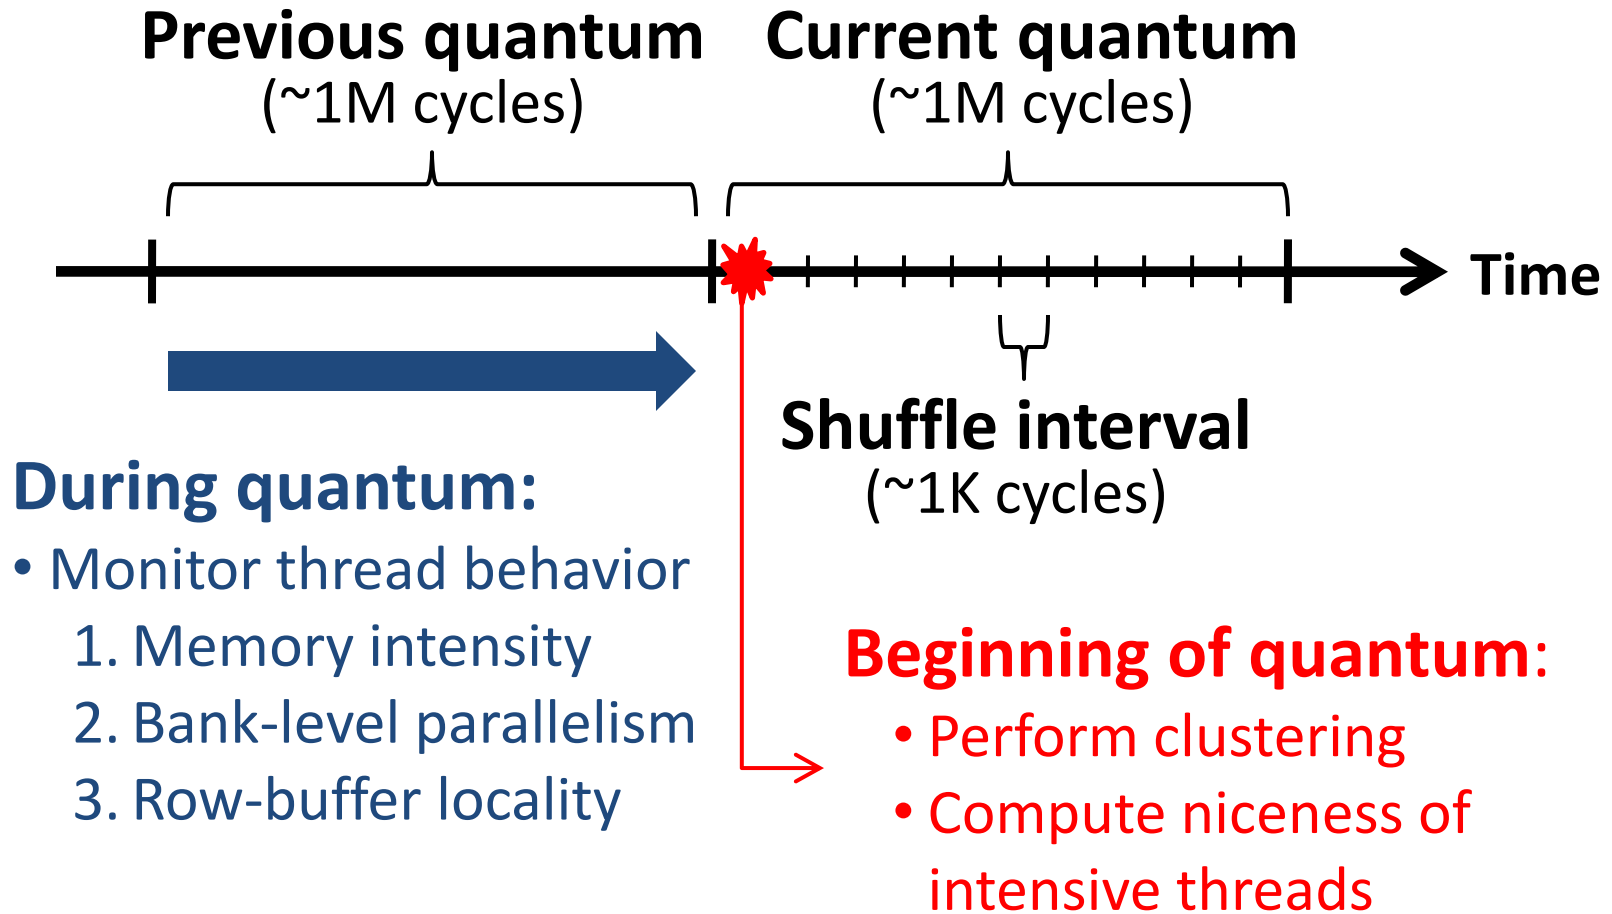 Previous quantum
(~1M cycles)
Current quantum
(~1M cycles)
Time
Shuffle interval
(~1K cycles)
During quantum:
• Monitor thread behavior
1. Memory intensity
2. Bank-level parallelism
3. Row-buffer locality
Beginning of quantum:
• Perform clustering
• Compute niceness of
intensive threads